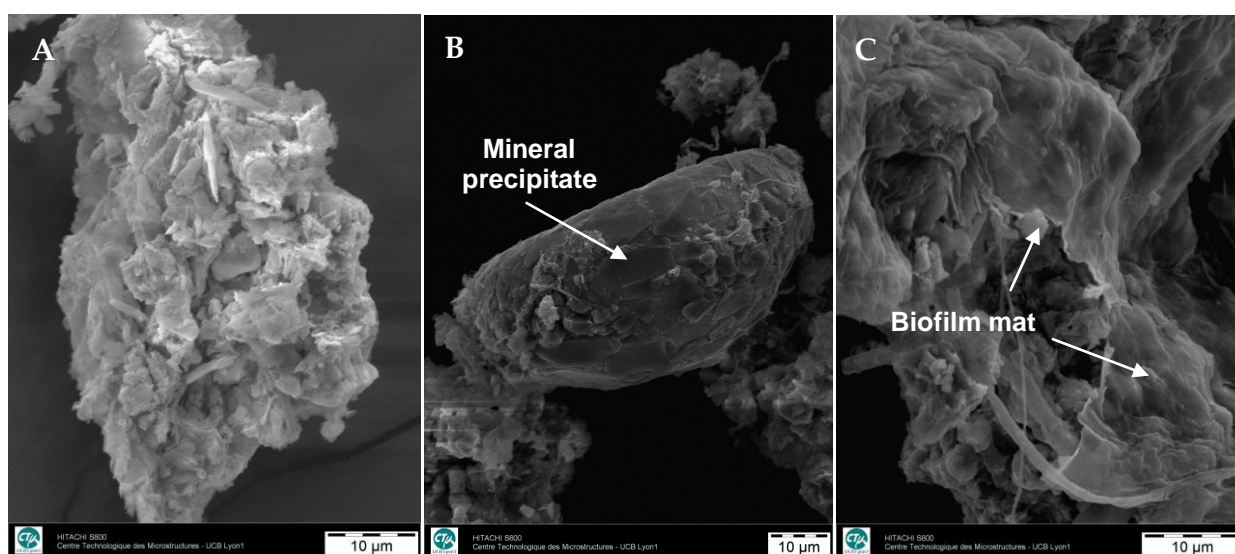 A
HITACHI S800
Centre Technologique des Microstructures - UCB Lyon1
10 µm
B
Mineral
precipitate
HITACHI S800
Centre Technologique des Microstructures - UCB Lyon1
10 µm
C
Biofilm mat
HITACHI S800
Centre Technologique des Microstructures - UCB Lyon1
10 µm